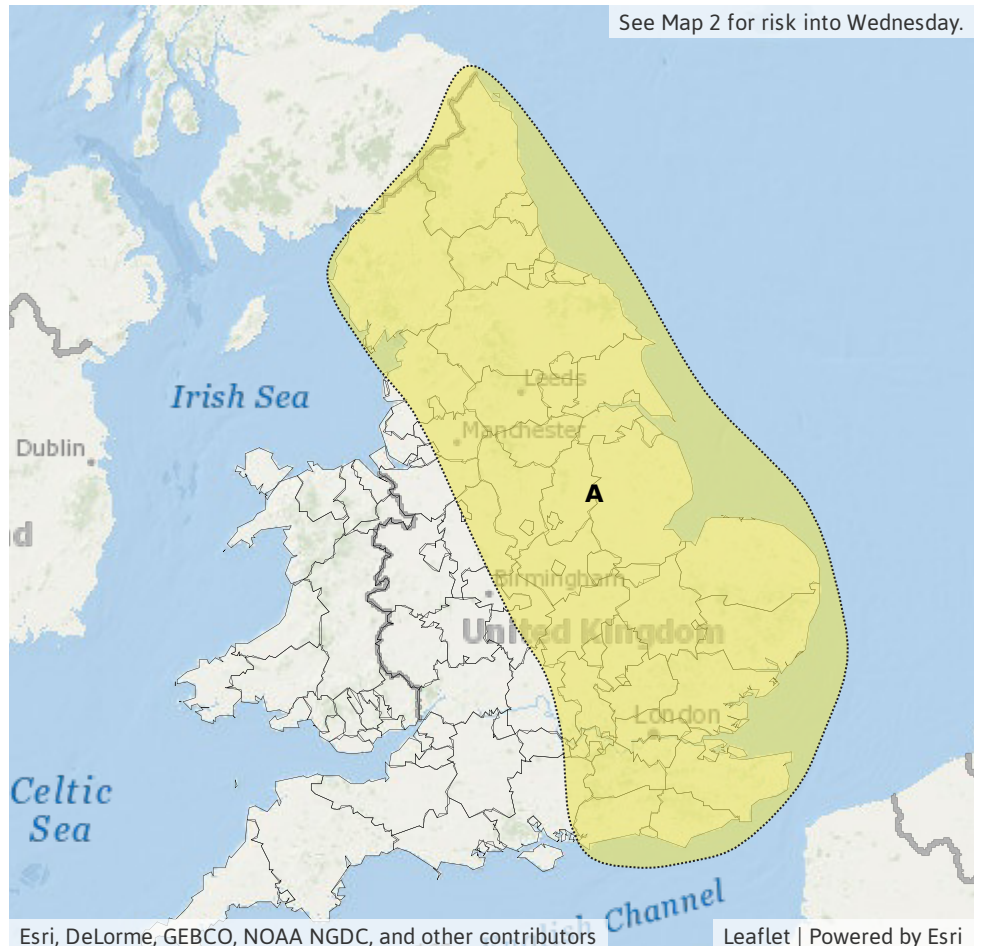 See Map 2 for risk into Wednesday.
Leeds
Irish Sea
Manchester
Dublin
A
d
Birmingham
United Kingdom
London
Celtic
Sea
lish Channel
Esri, DeLorme, GEBCO, NOAA NGDC, and other contributors
Leaflet | Powered by Esri